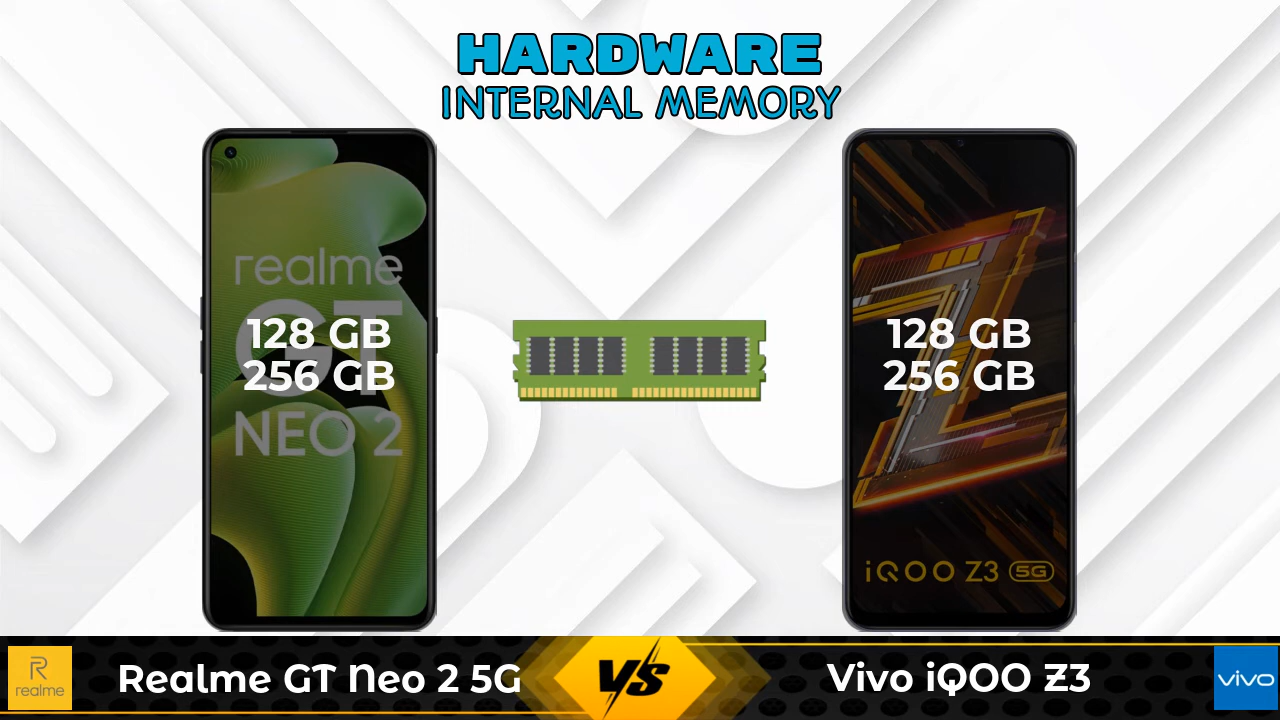 HARDWARE
INTERNAL MEMORY
realme
GT
NEO 2
128 GB
256 GB
128 GB
256 GB
iQOO Z3 5G
R
realme
Realme GT Neo 2 5G
VS
Vivo iQOO Z3
vivo